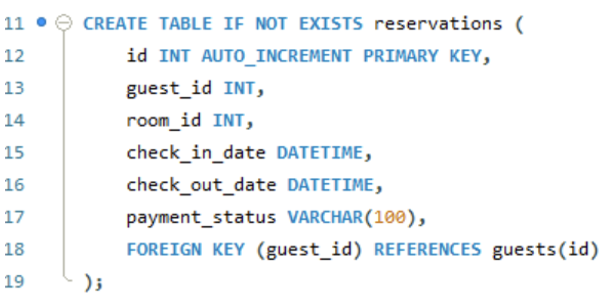 11 CREATE TABLE IF NOT EXISTS reservations (
12 id INT AUTO_INCREMENT PRIMARY KEY,
13 guest_id INT,
14 room_id INT,
15 check_in_date DATETIME,
16 check_out_date DATETIME,
17 payment_status VARCHAR(100),
18 FOREIGN KEY (guest_id) REFERENCES guests(id)
19 );